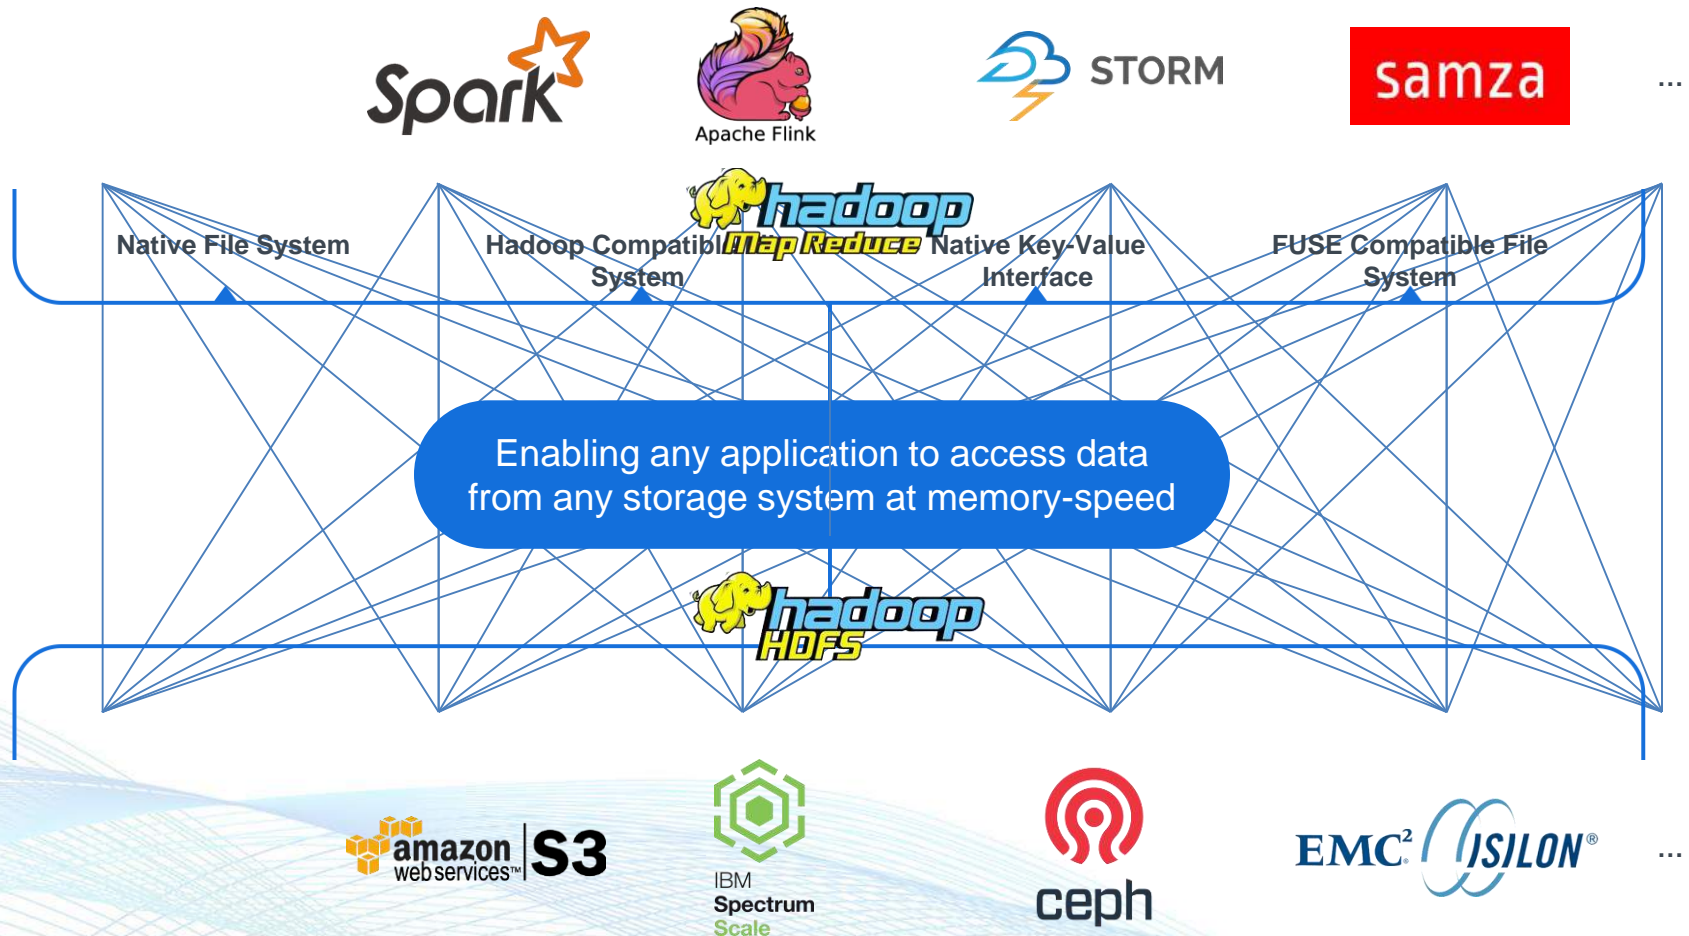 Spark
Apache Flink
STORM
samza
...
hadoop
Map Reduce
Native File System
Hadoop Compatibl
System
Native Key-Value
Interface
FUSE Compatible File
System
Enabling any application to access data
from any storage system at memory-speed
hadoop
HDFS
amazon
web services™
S3
IBM
Spectrum
Scale
ceph
EMC²
ISILON®
...